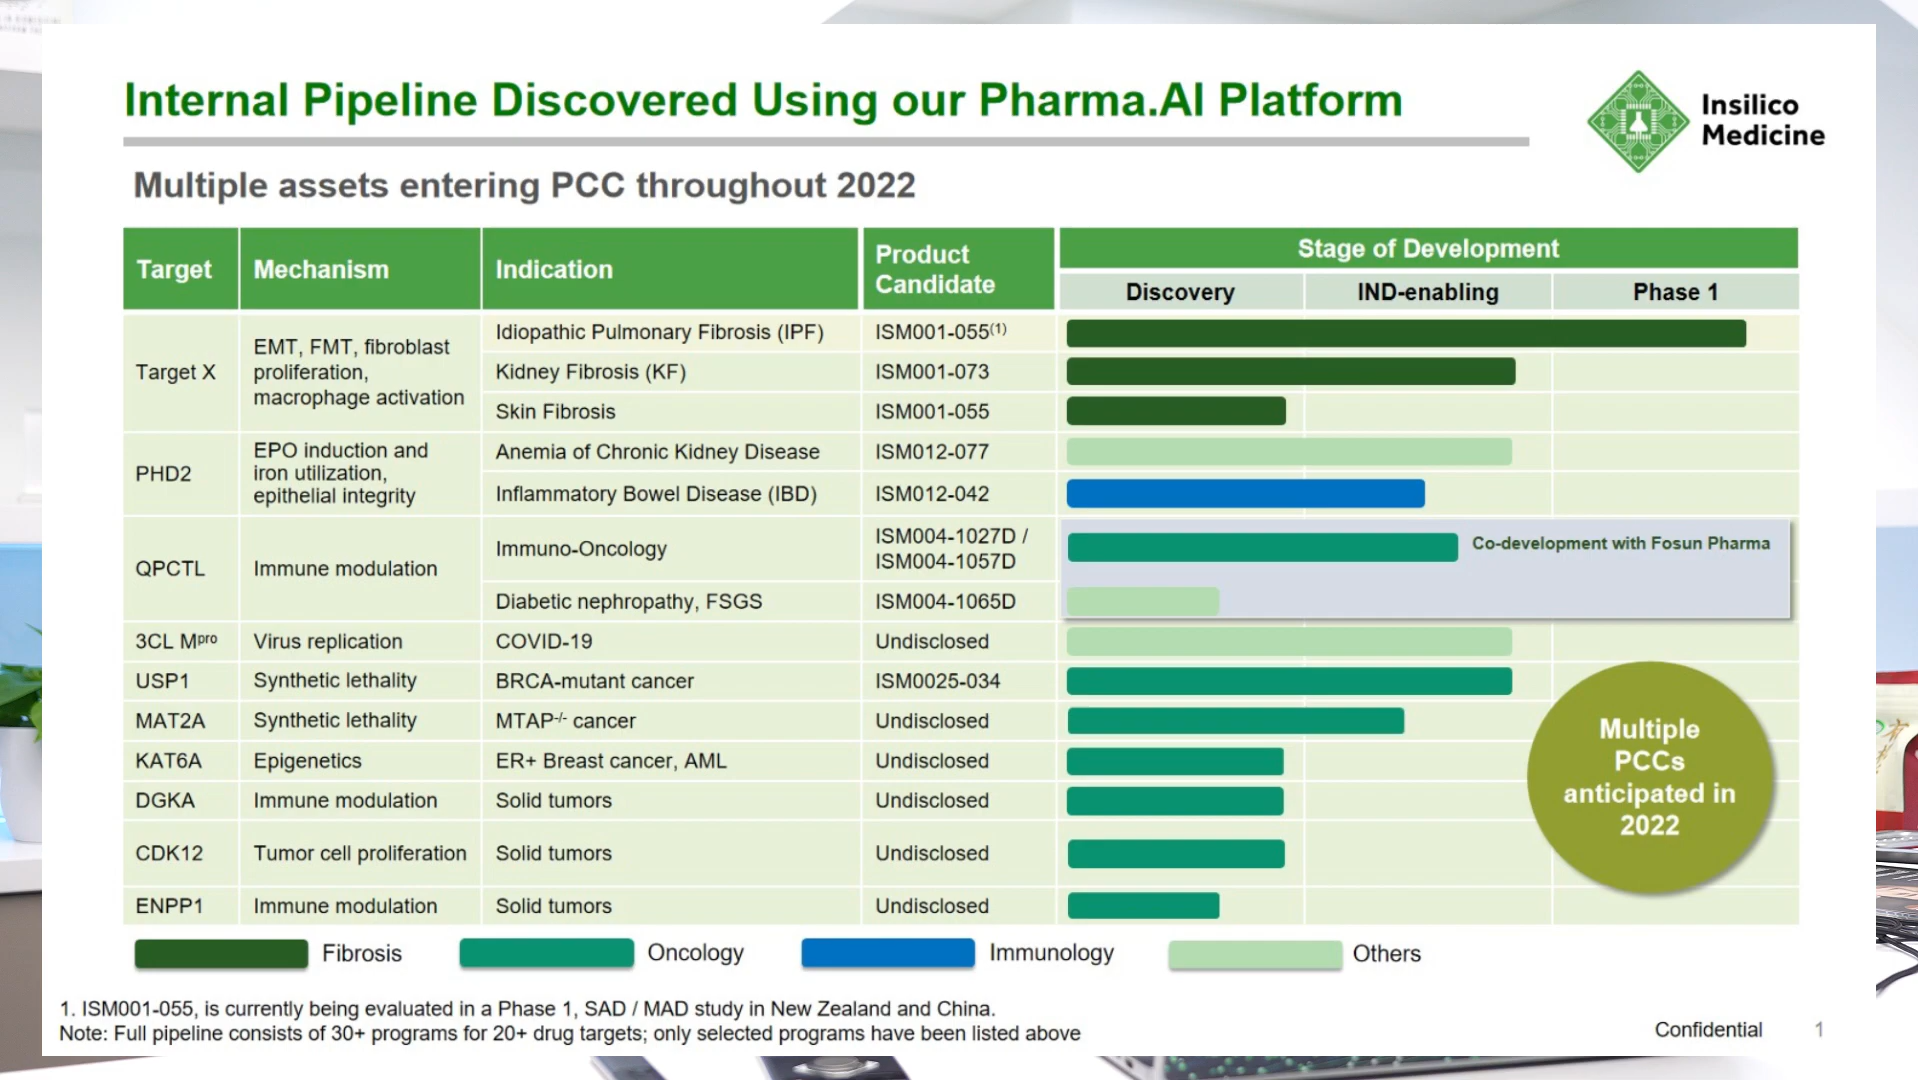 Internal Pipeline Discovered Using our Pharma.AI Platform
Insilico
Medicine
Multiple assets entering PCC throughout 2022
Target
Mechanism
Indication
Product
Candidate
Stage of Development
Discovery
IND-enabling
Phase 1
Target X
EMT, FMT, fibroblast
proliferation,
macrophage activation
Idiopathic Pulmonary Fibrosis (IPF)
ISM001-055(1)
Kidney Fibrosis (KF)
ISM001-073
Skin Fibrosis
ISM001-055
PHD2
EPO induction and
iron utilization,
epithelial integrity
Anemia of Chronic Kidney Disease
ISM012-077
Inflammatory Bowel Disease (IBD)
ISM012-042
QPCTL
Immune modulation
Immuno-Oncology
ISM004-1027D /
ISM004-1057D
Co-development with Fosun Pharma
Diabetic nephropathy, FSGS
ISM004-1065D
3CL Mpro
Virus replication
COVID-19
Undisclosed
USP1
Synthetic lethality
BRCA-mutant cancer
ISM0025-034
MAT2A
Synthetic lethality
MTAP-/- cancer
Undisclosed
KAT6A
Epigenetics
ER+ Breast cancer, AML
Undisclosed
DGKA
Immune modulation
Solid tumors
Undisclosed
CDK12
Tumor cell proliferation
Solid tumors
Undisclosed
ENPP1
Immune modulation
Solid tumors
Undisclosed
Multiple
PCCs
anticipated in
2022
Fibrosis
Oncology
Immunology
Others
1. ISM001-055, is currently being evaluated in a Phase 1, SAD / MAD study in New Zealand and China.
Note: Full pipeline consists of 30+ programs for 20+ drug targets; only selected programs have been listed above
Confidential
1